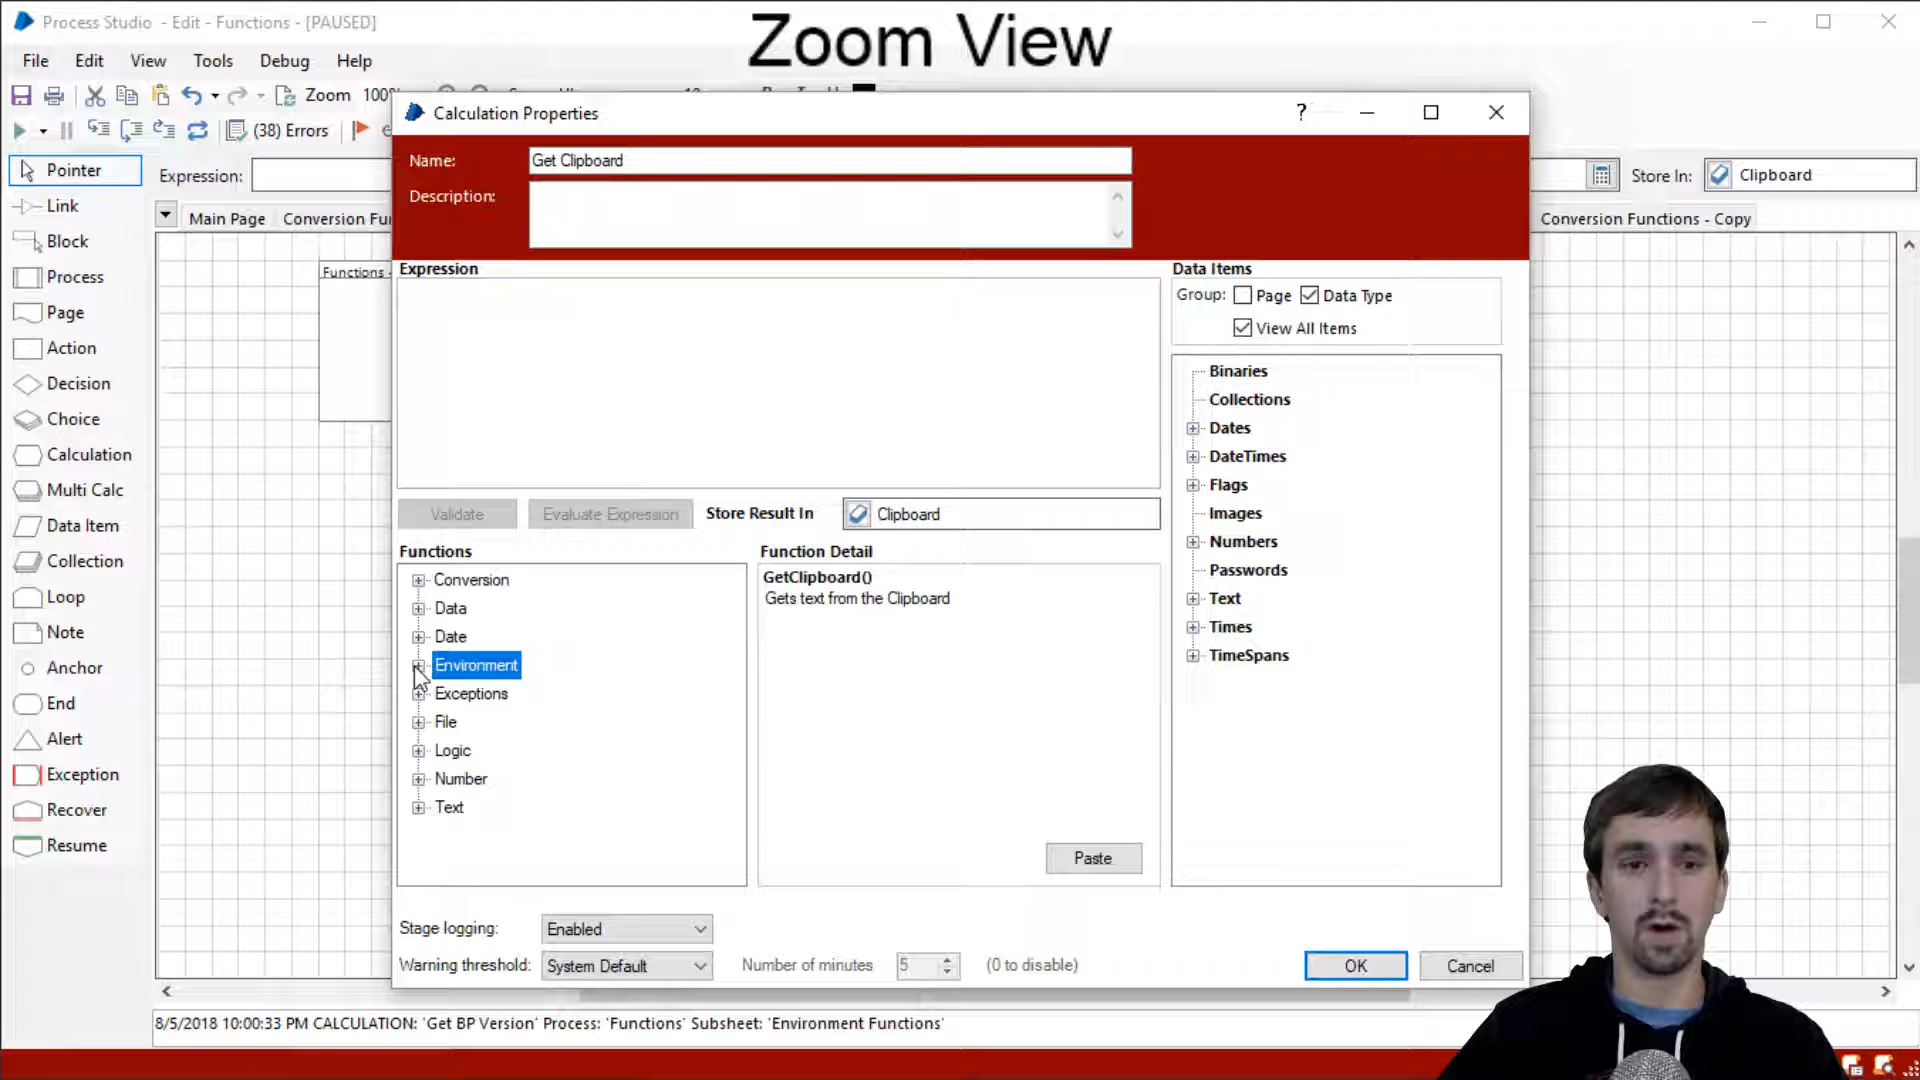 Process Studio - Edit - Functions - [PAUSED]
Zoom View
File Edit View Tools Debug Help
Zoom 100%
(38) Errors
Calculation Properties
?
Name: Get Clipboard
Description:
Pointer
Expression:
Store In: Clipboard
Link
Block
Process
Page
Action
Decision
Choice
Calculation
Multi Calc
Data Item
Collection
Loop
Note
Anchor
End
Alert
Exception
Recover
Resume
Main Page
Conversion Fu
Conversion Functions - Copy
Functions -
Expression
Data Items
Group: Page Data Type
View All Items
Binaries
Collections
Dates
DateTimes
Flags
Images
Numbers
Passwords
Text
Times
TimeSpans
Validate
Evaluate Expression
Store Result In
Clipboard
Functions
Conversion
Data
Date
Environment
Exceptions
File
Logic
Number
Text
Function Detail
GetClipboard()
Gets text from the Clipboard
Paste
Stage logging: Enabled
Warning threshold: System Default
Number of minutes 5 (0 to disable)
OK
Cancel
8/5/2018 10:00:33 PM CALCULATION: 'Get BP Version' Process: 'Functions' Subsheet: 'Environment Functions'